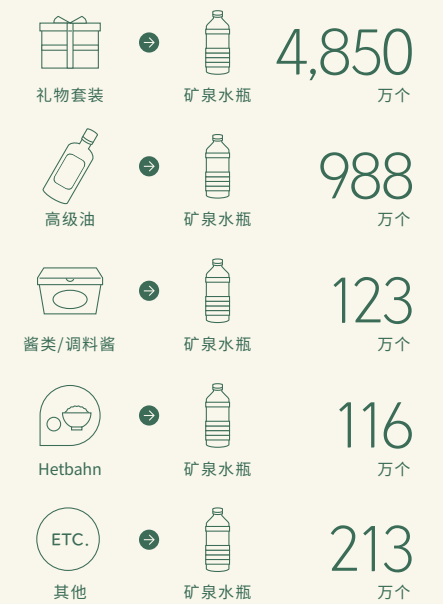 4,850
礼物套装 矿泉水瓶 万个
988
高级油 矿泉水瓶 万个
123
酱类/调料酱 矿泉水瓶 万个
116
Hetbahn 矿泉水瓶 万个
ETC. 213
其他 矿泉水瓶 万个